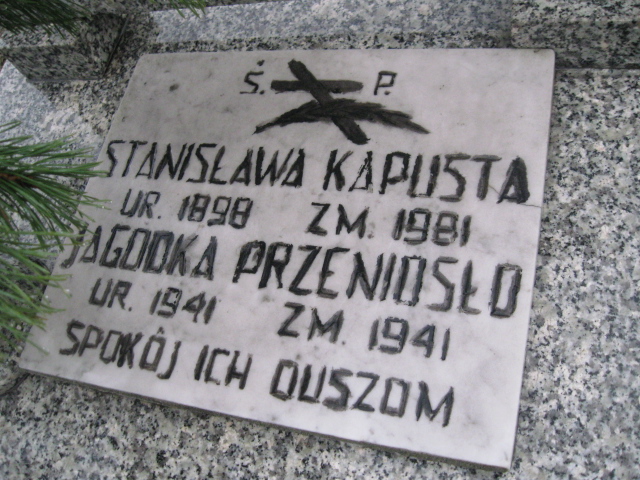 Ś. P.
STANISŁAWA KAPUSTA
UR. 1898 ZM. 1981
JAGODKA PRZENIOSŁO
UR. 1941 ZM. 1941
SPOKÓJ ICH DUSZOM